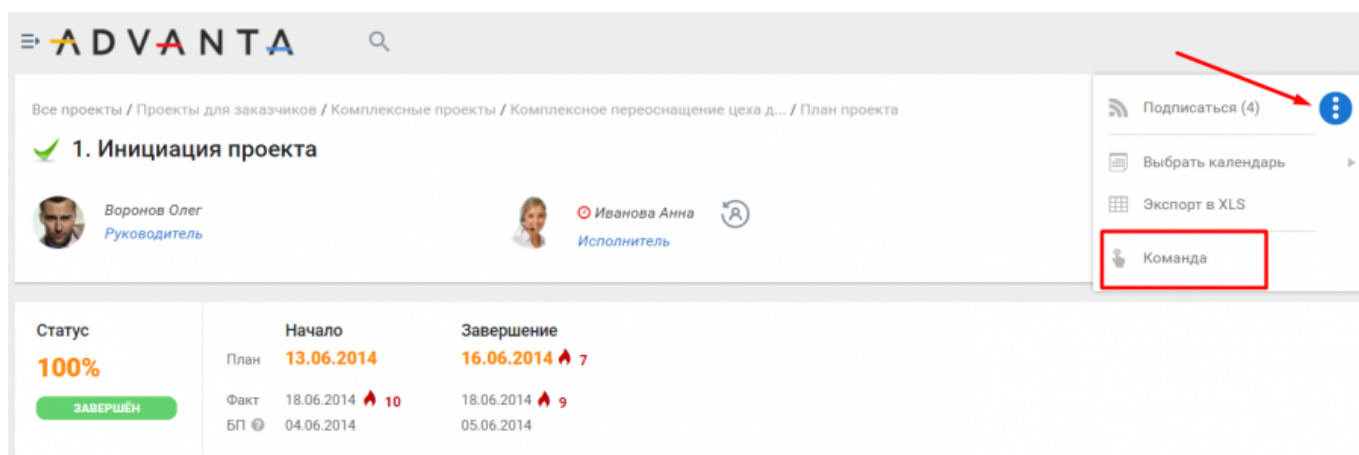 ADVANTA
Все проекты / Проекты для заказчиков / Комплексные проекты / Комплексное переоснащение цеха д... / План проекта
1. Инициация проекта
Воронов Олег
Руководитель
Иванова Анна
Исполнитель
Подписаться (4)
Выбрать календарь
Экспорт в XLS
Команда
Статус
100%
ЗАВЕРШЁН
Начало Завершение
План 13.06.2014 16.06.2014 7
Факт 18.06.2014 10 18.06.2014 9
БП ? 04.06.2014 05.06.2014